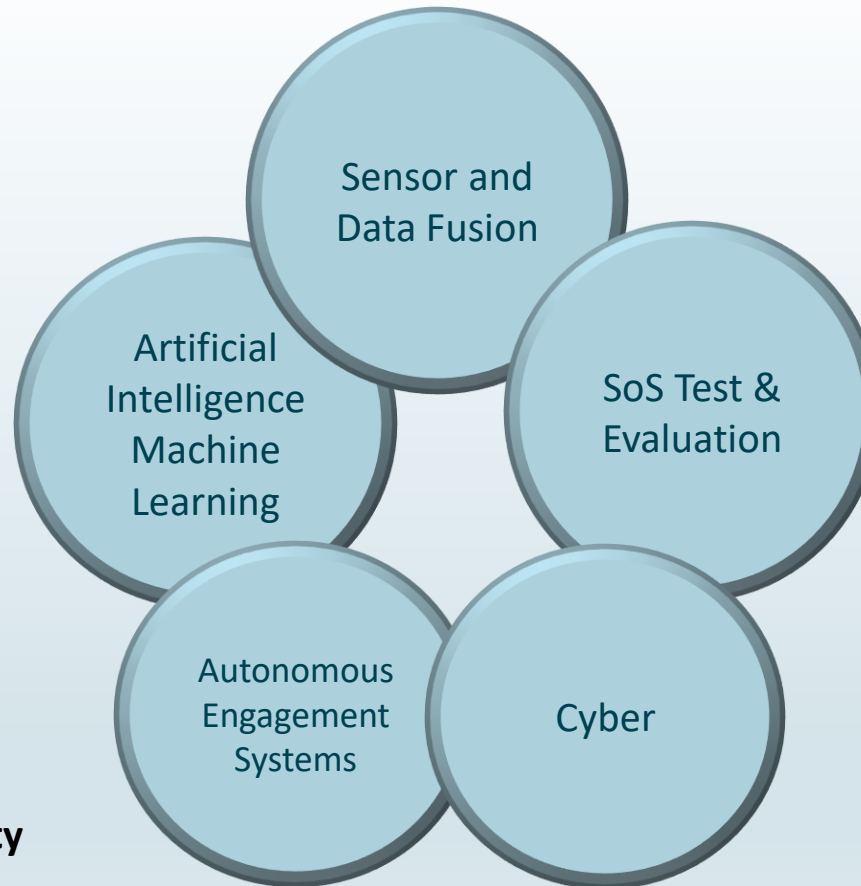 Sensor and
Data Fusion
Artificial
Intelligence
Machine
Learning
SoS Test &
Evaluation
Autonomous
Engagement
Systems
Cyber